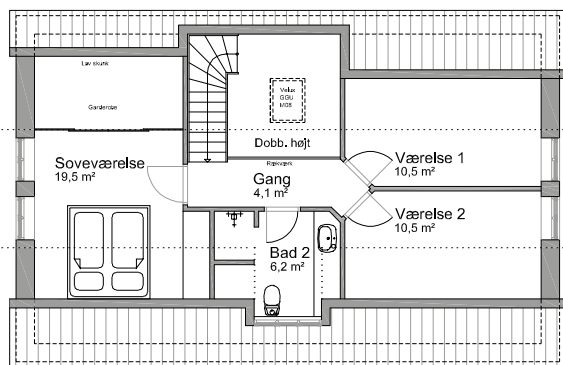 Lav skunk
Garderobe
Velux
GGU
M08
Dobb. højt
Soveværelse
19,5 m²
Rækværk
Gang
4,1 m²
Værelse 1
10,5 m²
Værelse 2
10,5 m²
Bad 2
6,2 m²